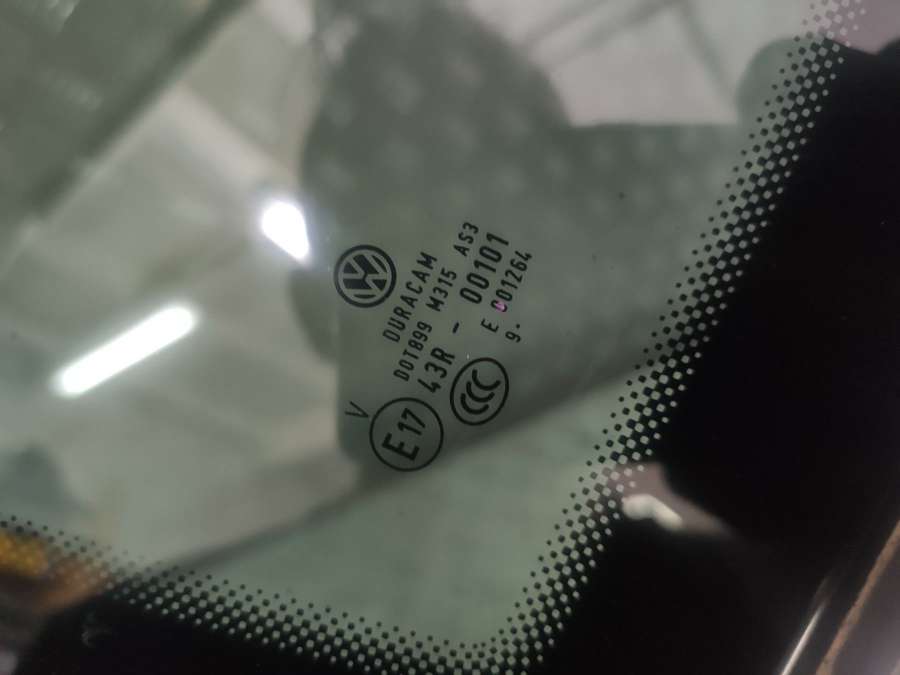 DURACAM
DOT899 M315 AS3
V 43R - 00101
E17 CCC E 001264
9.